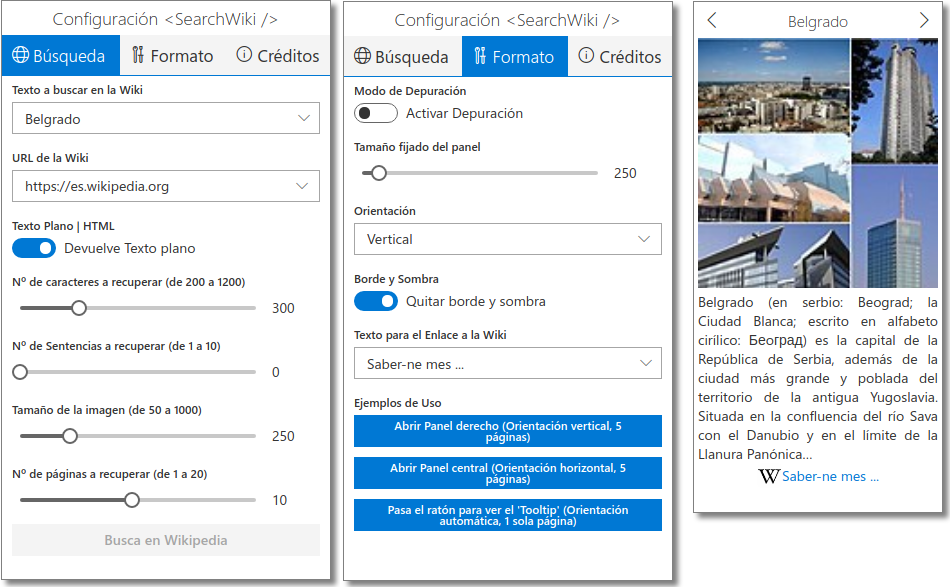 Configuración <SearchWiki />
Búsqueda
Formato
Créditos
Texto a buscar en la Wiki
Belgrado
URL de la Wiki
https://es.wikipedia.org
Texto Plano | HTML
Devuelve Texto plano
Nº de caracteres a recuperar (de 200 a 1200)
300
Nº de Sentencias a recuperar (de 1 a 10)
0
Tamaño de la imagen (de 50 a 1000)
250
Nº de páginas a recuperar (de 1 a 20)
10
Busca en Wikipedia
Configuración <SearchWiki />
Búsqueda
Formato
Créditos
Modo de Depuración
Activar Depuración
Tamaño fijado del panel
250
Orientación
Vertical
Borde y Sombra
Quitar borde y sombra
Texto para el Enlace a la Wiki
Saber-ne mes ...
Ejemplos de Uso
Abrir Panel derecho (Orientación vertical, 5
páginas)
Abrir Panel central (Orientación horizontal, 5
páginas)
Pasa el ratón para ver el 'Tooltip' (Orientación
automática, 1 sola página)
Belgrado
Belgrado (en serbio: Beograd; la
Ciudad Blanca; escrito en alfabeto
cirílico: Београд) es la capital de la
República de Serbia, además de la
ciudad más grande y poblada del
territorio de la antigua Yugoslavia.
Situada en la confluencia del río Sava
con el Danubio y en el límite de la
Llanura Panónica...
W Saber-ne mes ...